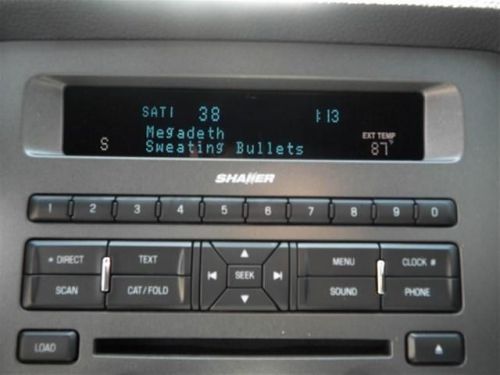 SAT1 38 1:13
Megadeth
EXT TEMP
S Sweating Bullets 87°
SHAKER
1 2 3 4 5 6 7 8 9 0
* DIRECT TEXT MENU CLOCK #
SEEK
SCAN CAT/FOLD SOUND PHONE
LOAD